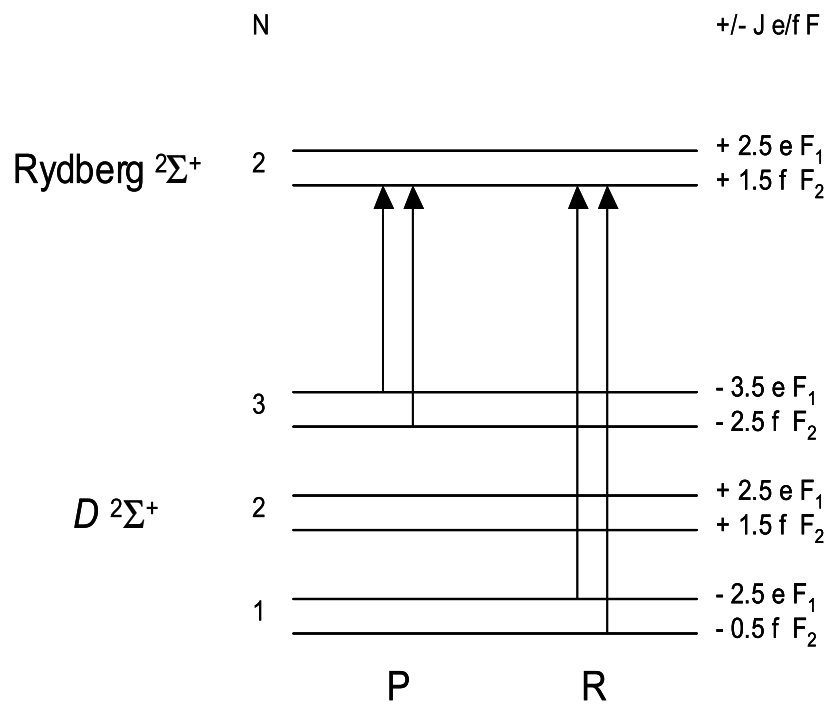 N +/- J e/f F
Rydberg ²Σ⁺ 2 + 2.5 e F₁
+ 1.5 f F₂
3 - 3.5 e F₁
- 2.5 f F₂
D ²Σ⁺ 2 + 2.5 e F₁
+ 1.5 f F₂
1 - 2.5 e F₁
- 0.5 f F₂
P R